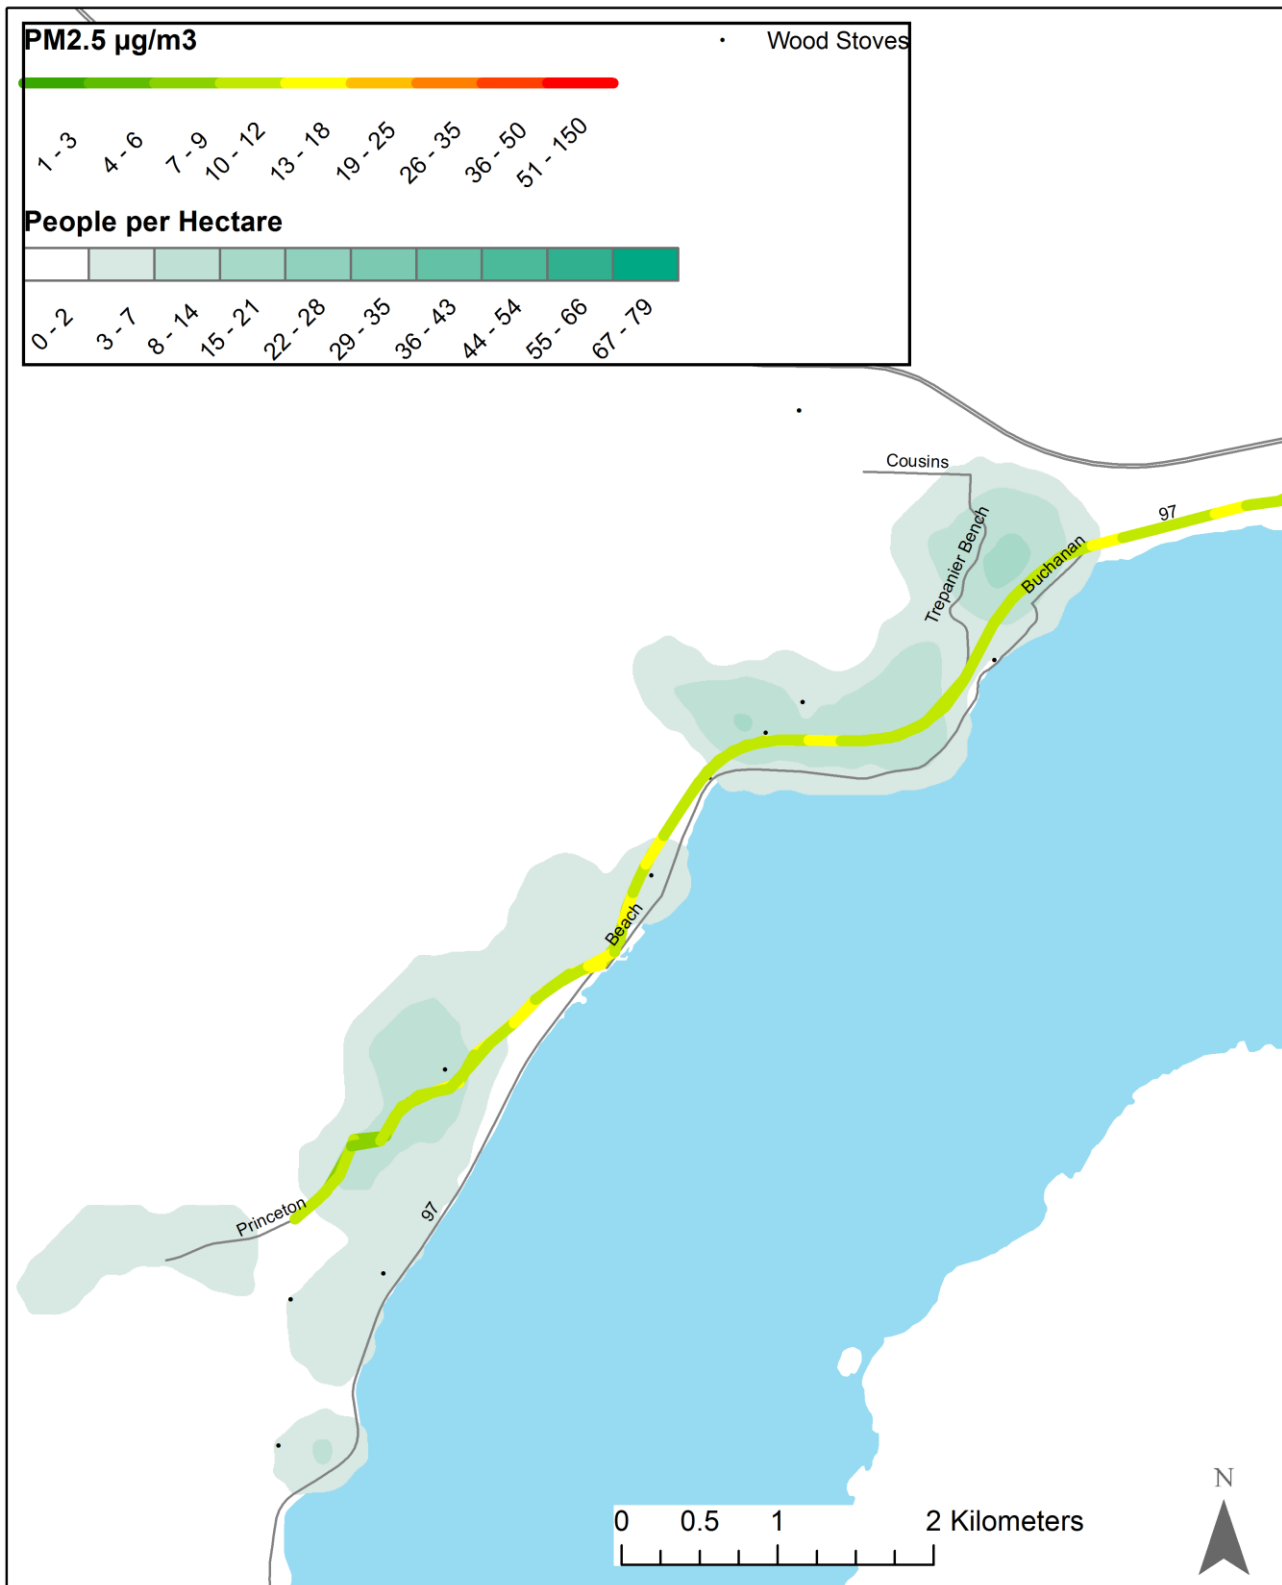 PM2.5 µg/m3
Wood Stoves
1 - 3
4 - 6
7 - 9
10 - 12
13 - 18
19 - 25
26 - 35
36 - 50
51 - 150
People per Hectare
0 - 2
3 - 7
8 - 14
15 - 21
22 - 28
29 - 35
36 - 43
44 - 54
55 - 66
67 - 79
Cousins
97
Trepanier Bench
Buchanan
Beach
Princeton
97
N
0 0.5 1 2 Kilometers